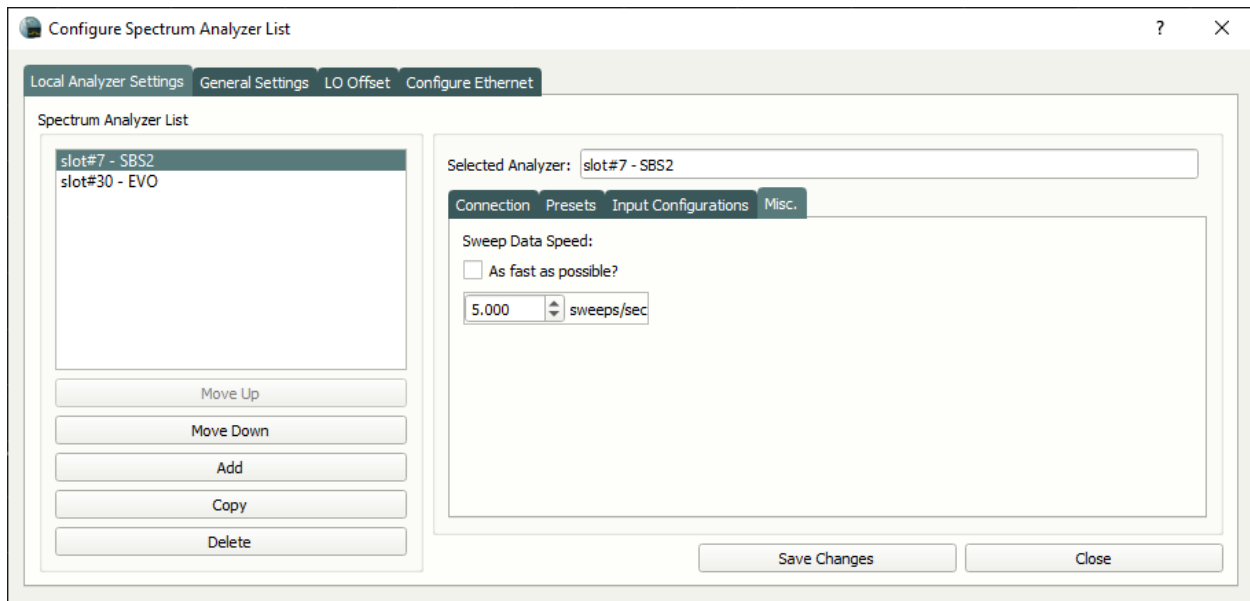 Configure Spectrum Analyzer List
?
Local Analyzer Settings General Settings LO Offset Configure Ethernet
Spectrum Analyzer List
slot#7 - SBS2
slot#30 - EVO
Move Up
Move Down
Add
Copy
Delete
Selected Analyzer: slot#7 - SBS2
Connection Presets Input Configurations Misc.
Sweep Data Speed:
As fast as possible?
5.000 sweeps/sec
Save Changes Close